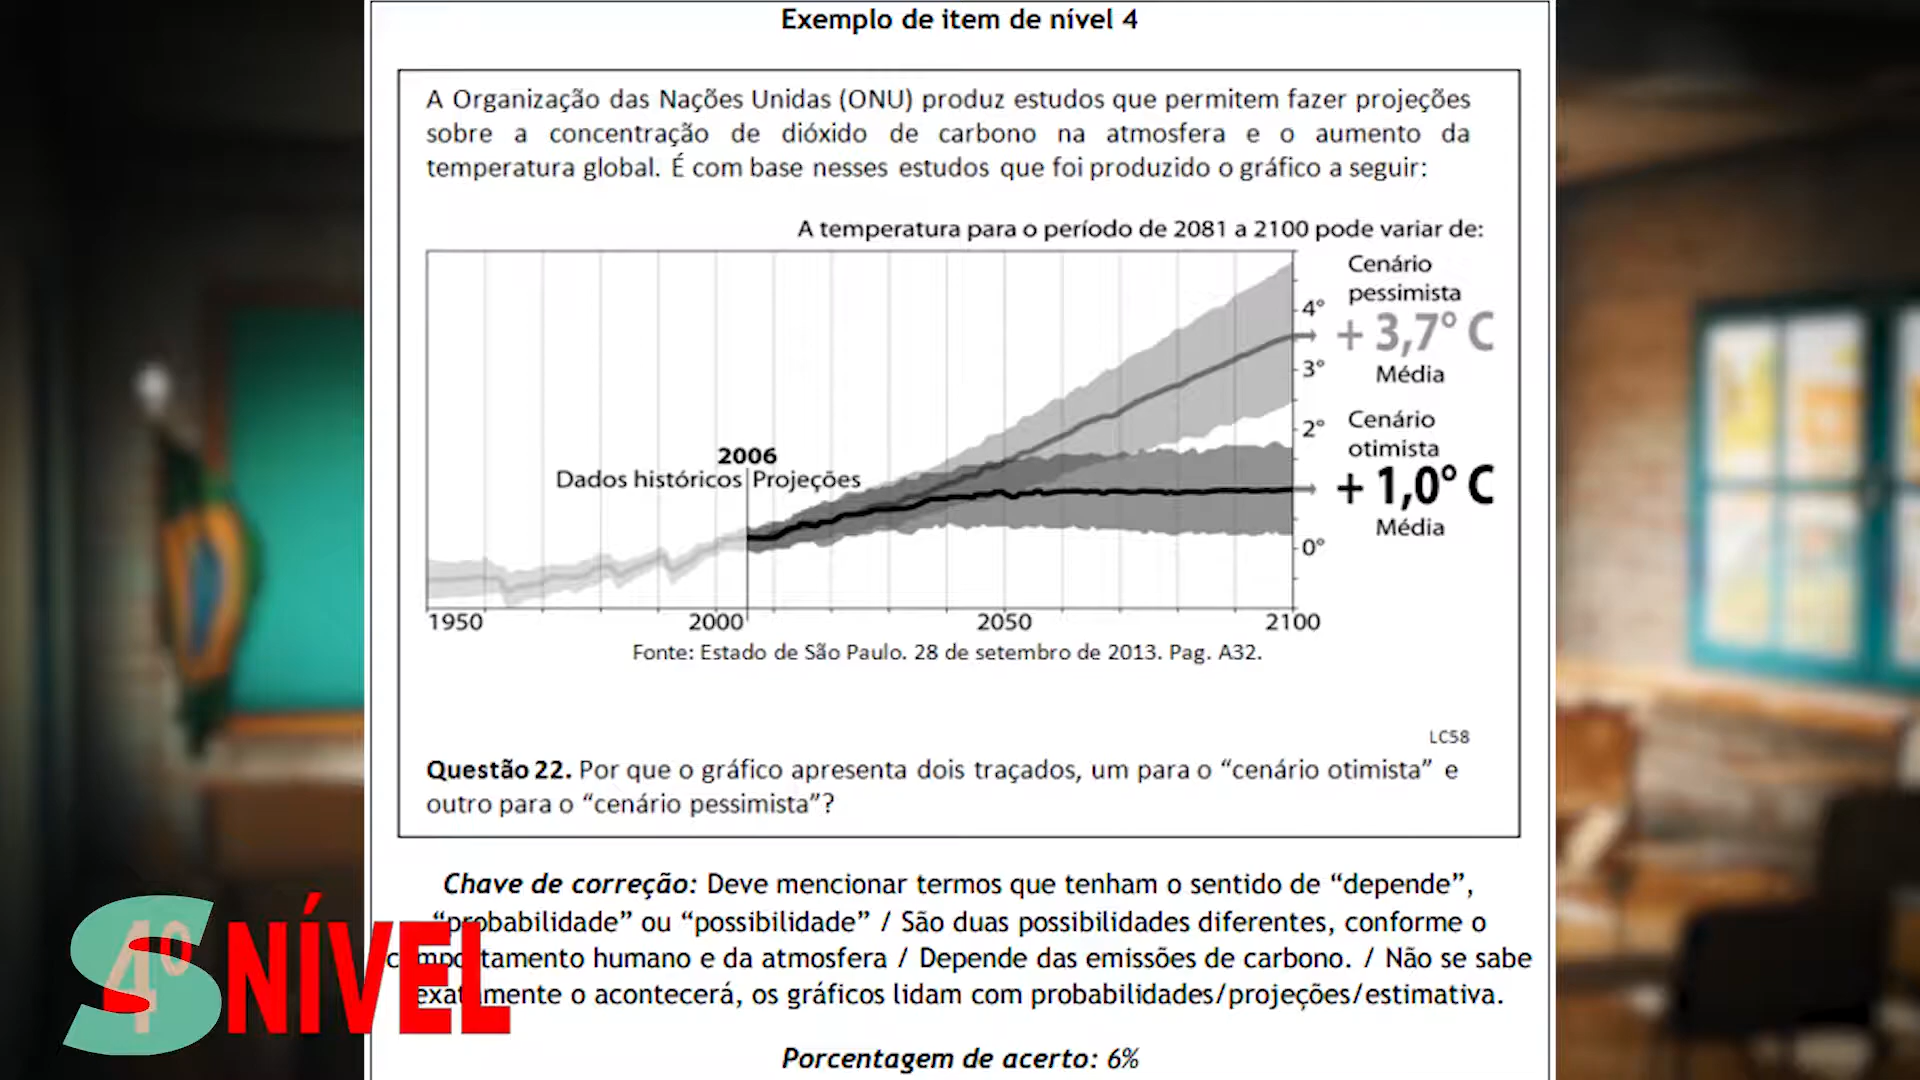 Exemplo de item de nível 4
A Organização das Nações Unidas (ONU) produz estudos que permitem fazer projeções
sobre a concentração de dióxido de carbono na atmosfera e o aumento da
temperatura global. É com base nesses estudos que foi produzido o gráfico a seguir:
A temperatura para o período de 2081 a 2100 pode variar de:
Cenário
pessimista
4°
+ 3,7° C
3°
Média
Cenário
2°
otimista
2006
Dados históricos Projeções
+ 1,0° C
Média
0°
1950 2000 2050 2100
Fonte: Estado de São Paulo. 28 de setembro de 2013. Pag. A32.
LC58
Questão 22. Por que o gráfico apresenta dois traçados, um para o “cenário otimista” e
outro para o “cenário pessimista”?
Chave de correção: Deve mencionar termos que tenham o sentido de “depende”,
“probabilidade” ou “possibilidade” / São duas possibilidades diferentes, conforme o
comportamento humano e da atmosfera / Depende das emissões de carbono. / Não se sabe
exatamente o acontecerá, os gráficos lidam com probabilidades/projeções/estimativa.
Porcentagem de acerto: 6%
S
4º NÍVEL